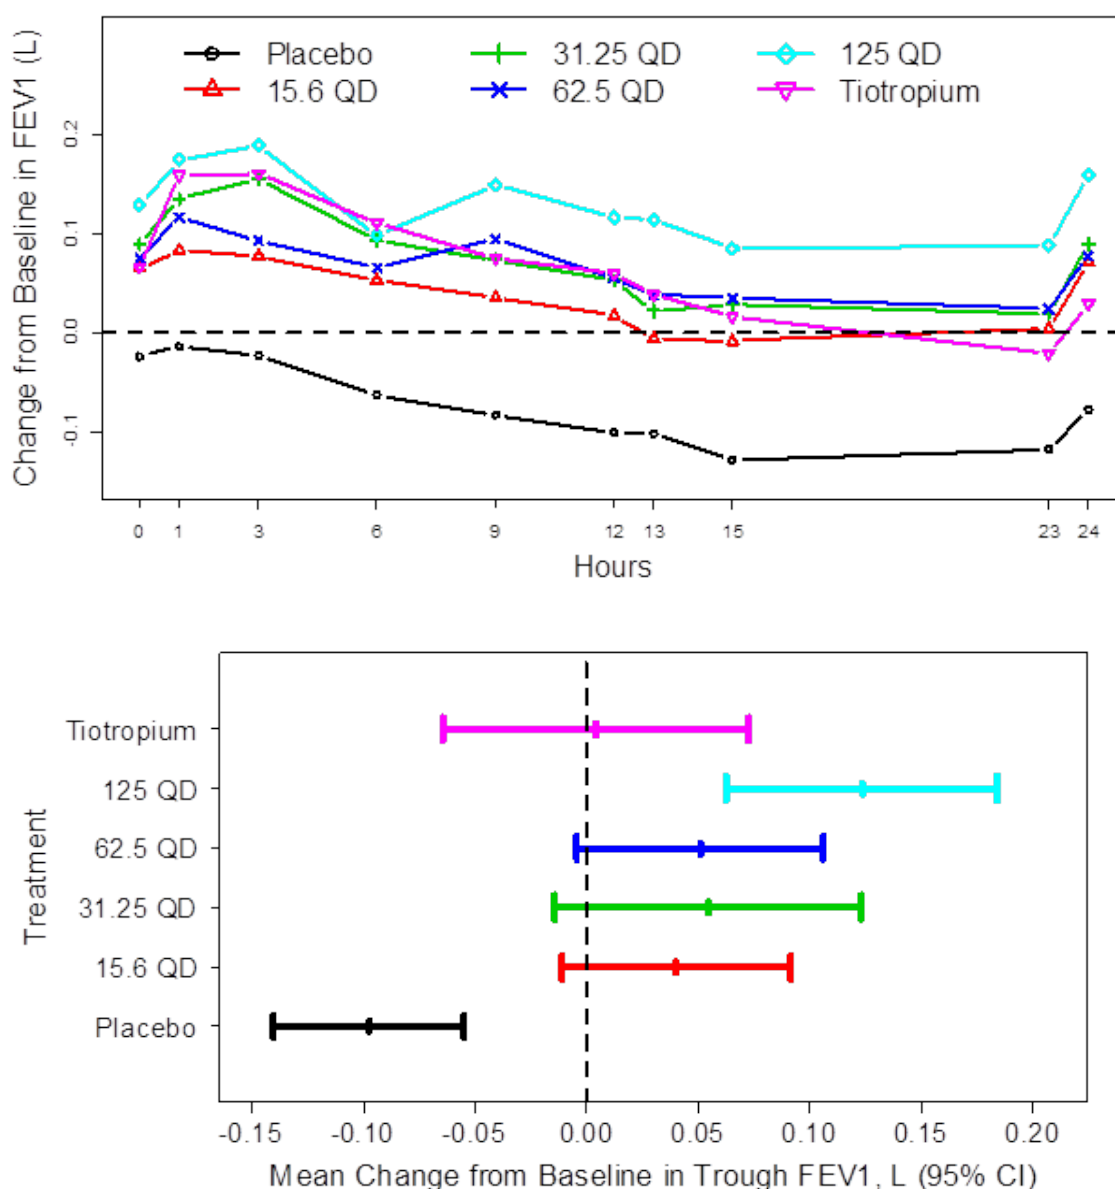 Change from Baseline in FEV1 (L)
Placebo 31.25 QD 125 QD
15.6 QD 62.5 QD Tiotropium
0.2
0.1
0.0
-0.1
0 1 3 6 9 12 13 15 23 24
Hours
Treatment
Tiotropium
125 QD
62.5 QD
31.25 QD
15.6 QD
Placebo
-0.15 -0.10 -0.05 0.00 0.05 0.10 0.15 0.20
Mean Change from Baseline in Trough FEV1, L (95% CI)